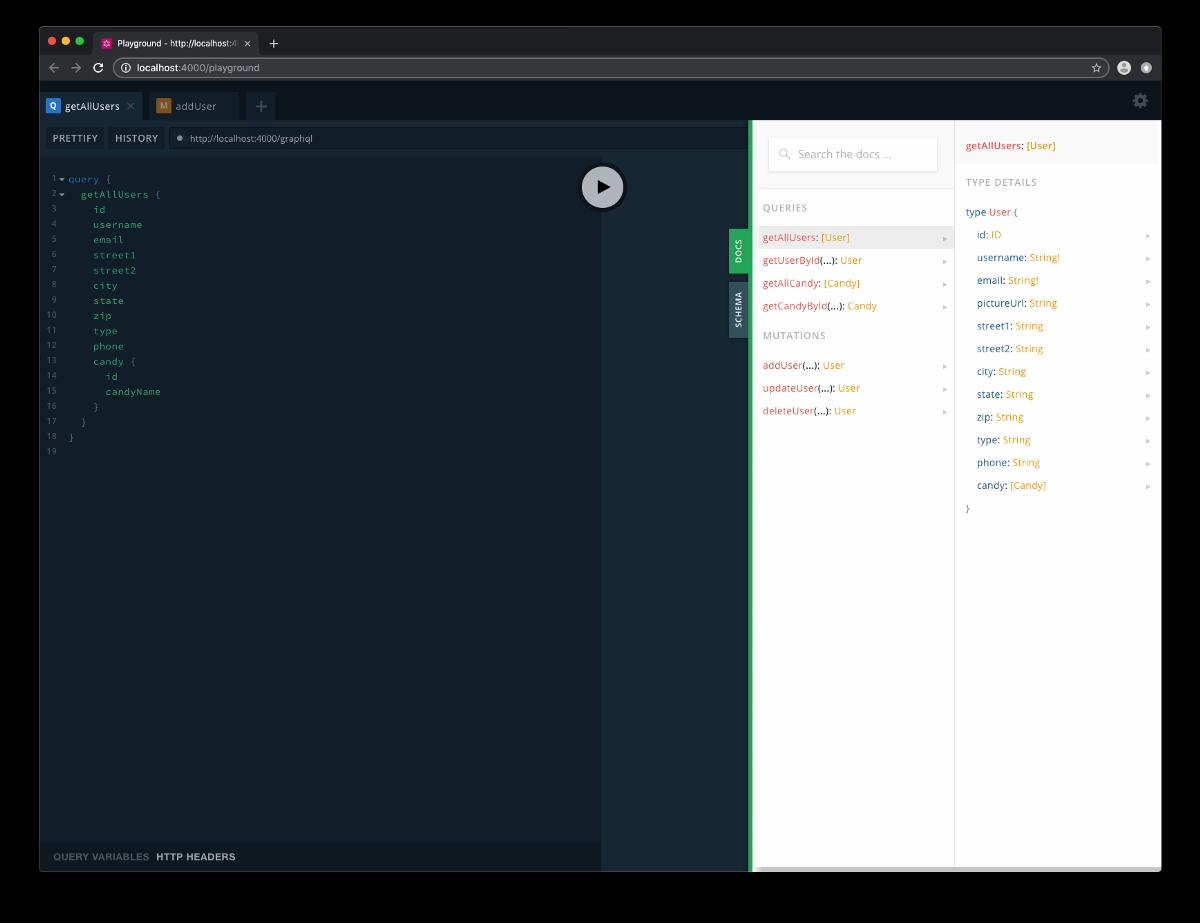 Playground - http://localhost:4
localhost:4000/playground
Q getAllUsers
M addUser
PRETTIFY HISTORY http://localhost:4000/graphql
1 query {
2 getAllUsers {
3 id
4 username
5 email
6 street1
7 street2
8 city
9 state
10 zip
11 type
12 phone
13 candy {
14 id
15 candyName
16 }
17 }
18 }
19
QUERY VARIABLES HTTP HEADERS
DOCS
SCHEMA
Search the docs ...
QUERIES
getAllUsers: [User]
getUserById(...): User
getAllCandy: [Candy]
getCandyById(...): Candy
MUTATIONS
addUser(...): User
updateUser(...): User
deleteUser(...): User
getAllUsers: [User]
TYPE DETAILS
type User {
id: ID
username: String!
email: String!
pictureUrl: String
street1: String
street2: String
city: String
state: String
zip: String
type: String
phone: String
candy: [Candy]
}